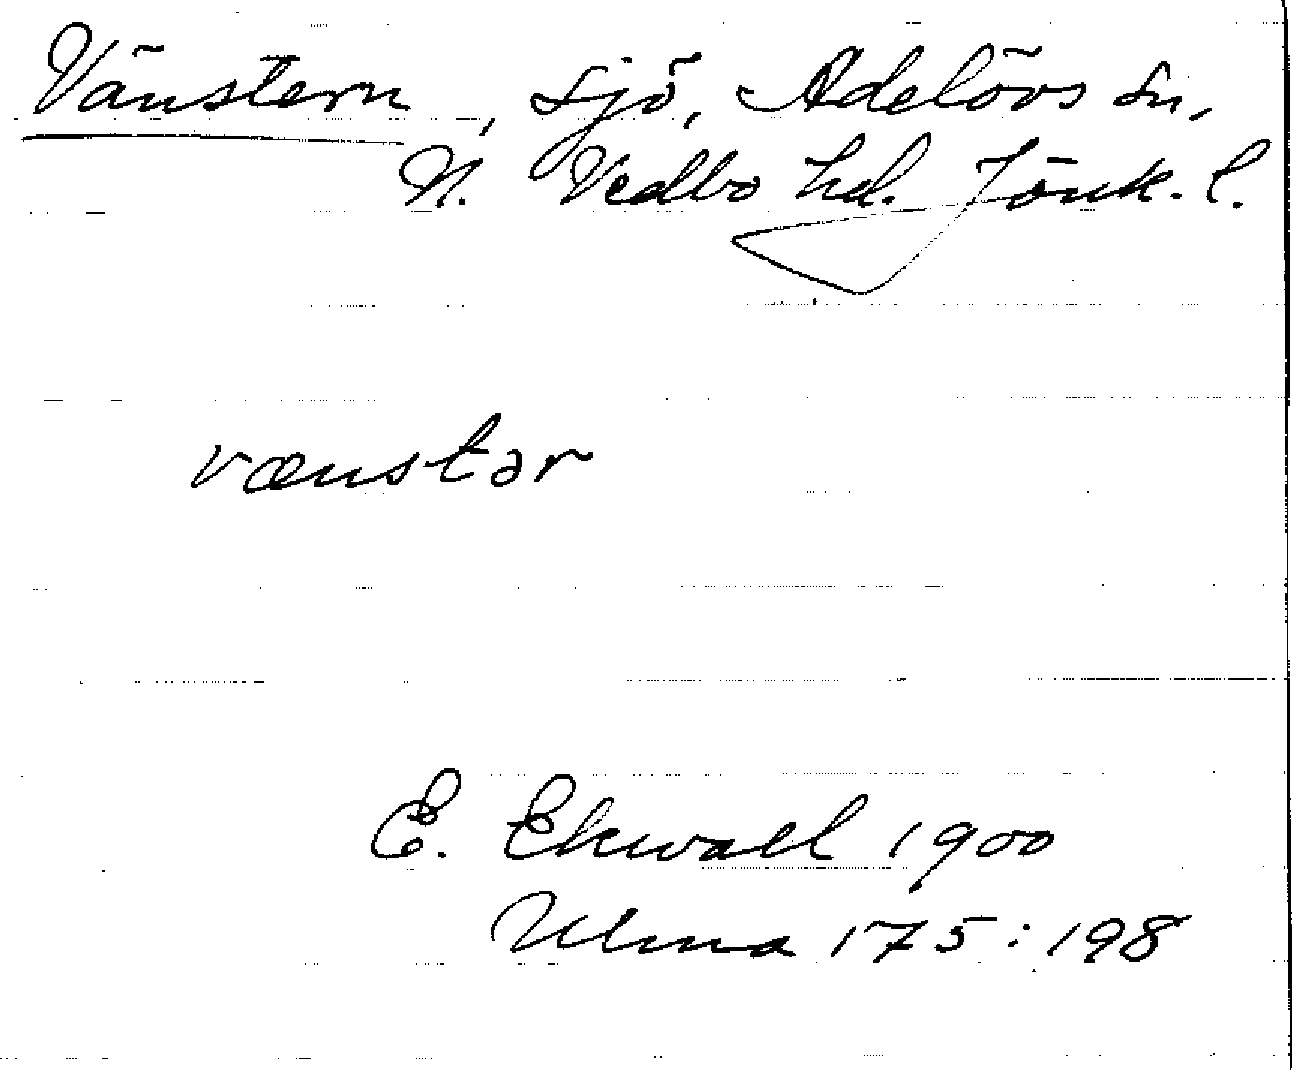 Vänstern, sjö, Adelövs sn,
N. Vedbo hd. Jönk. l.
vænstər
E. Ekwall 1900
Ulma 175:198